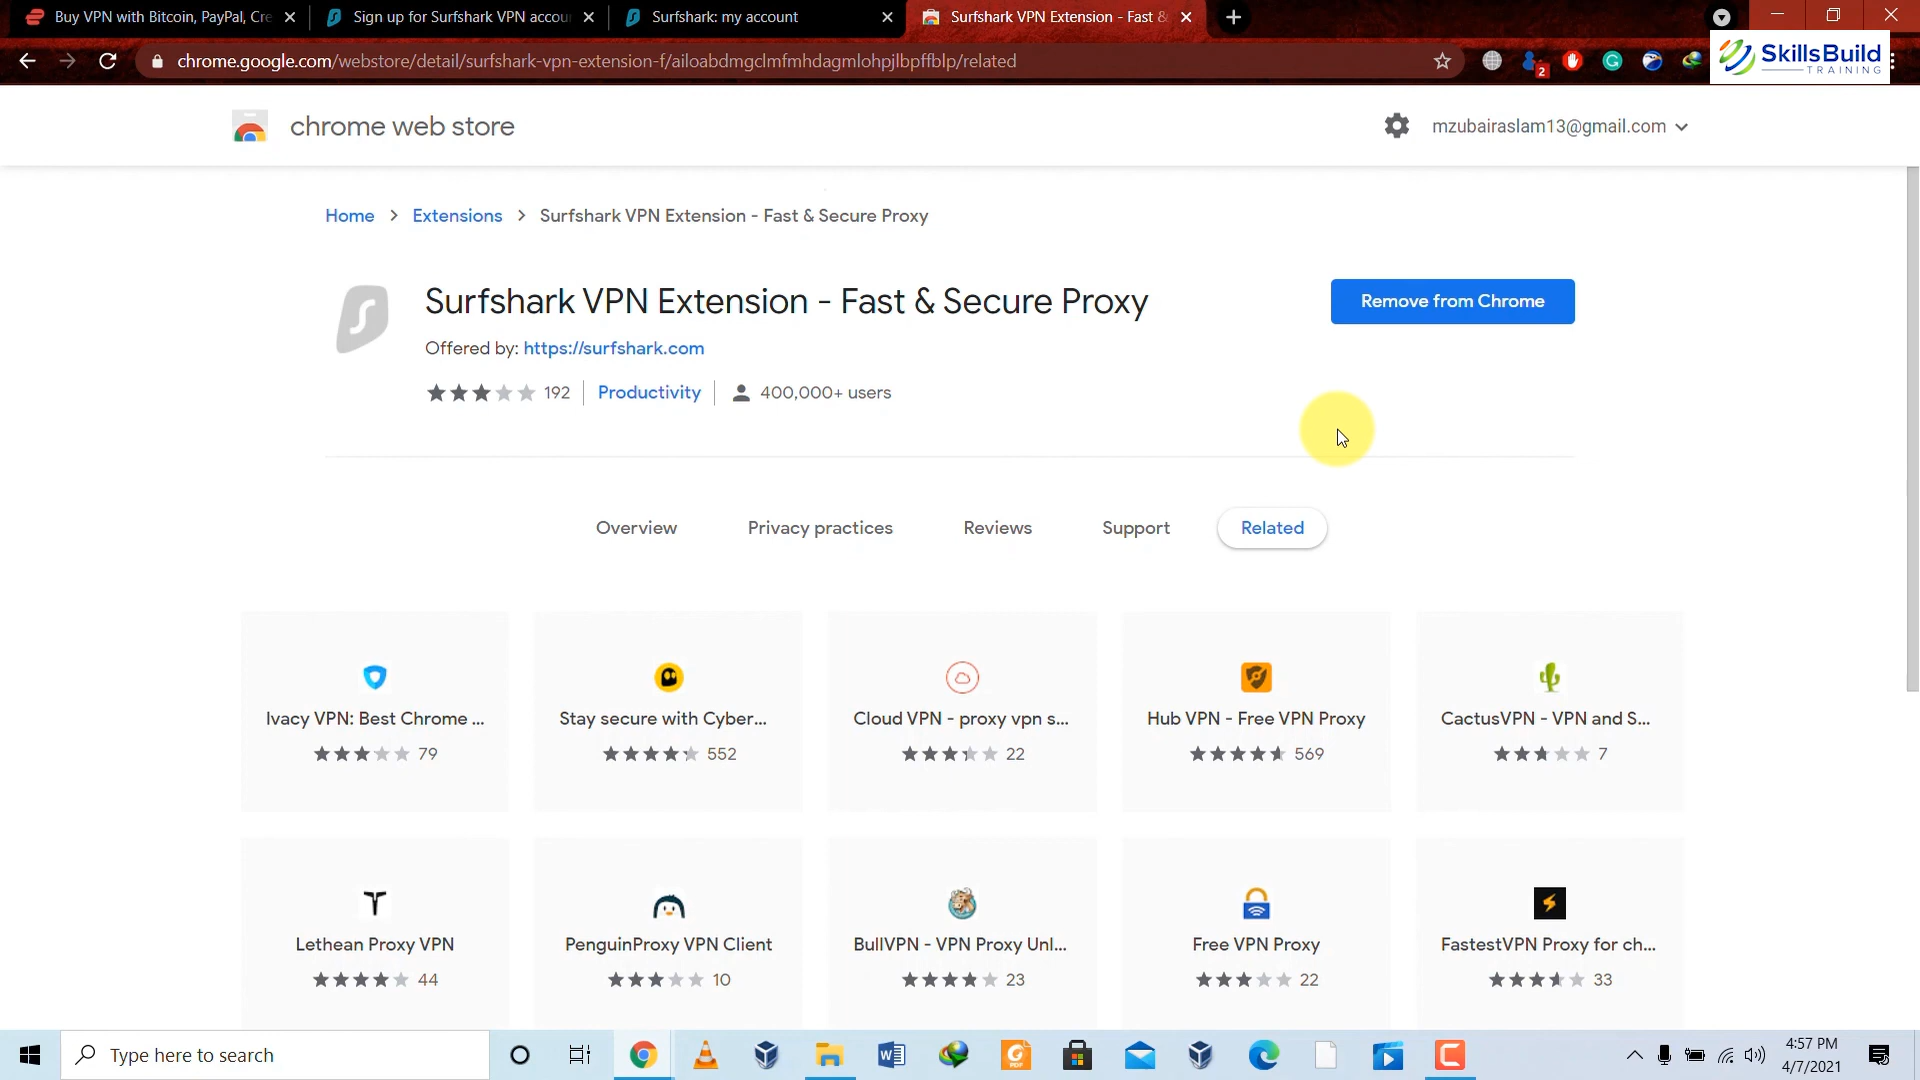 Buy VPN with Bitcoin, PayPal, Cre
Sign up for Surfshark VPN accou
Surfshark: my account
Surfshark VPN Extension - Fast &
chrome.google.com/webstore/detail/surfshark-vpn-extension-f/ailoabdmgclmfmhdagmlohpjlbpffblp/related
2
SkillsBuild
TRAINING
chrome web store
mzubairaslam13@gmail.com
Home > Extensions > Surfshark VPN Extension - Fast & Secure Proxy
Surfshark VPN Extension - Fast & Secure Proxy
Remove from Chrome
Offered by: https://surfshark.com
192
Productivity
400,000+ users
Overview
Privacy practices
Reviews
Support
Related
Ivacy VPN: Best Chrome ...
79
Stay secure with Cyber...
552
Cloud VPN - proxy vpn s...
22
Hub VPN - Free VPN Proxy
569
CactusVPN - VPN and S...
7
Lethean Proxy VPN
44
PenguinProxy VPN Client
10
BullVPN - VPN Proxy Unl...
23
Free VPN Proxy
22
FastestVPN Proxy for ch...
33
Type here to search
4:57 PM
4/7/2021